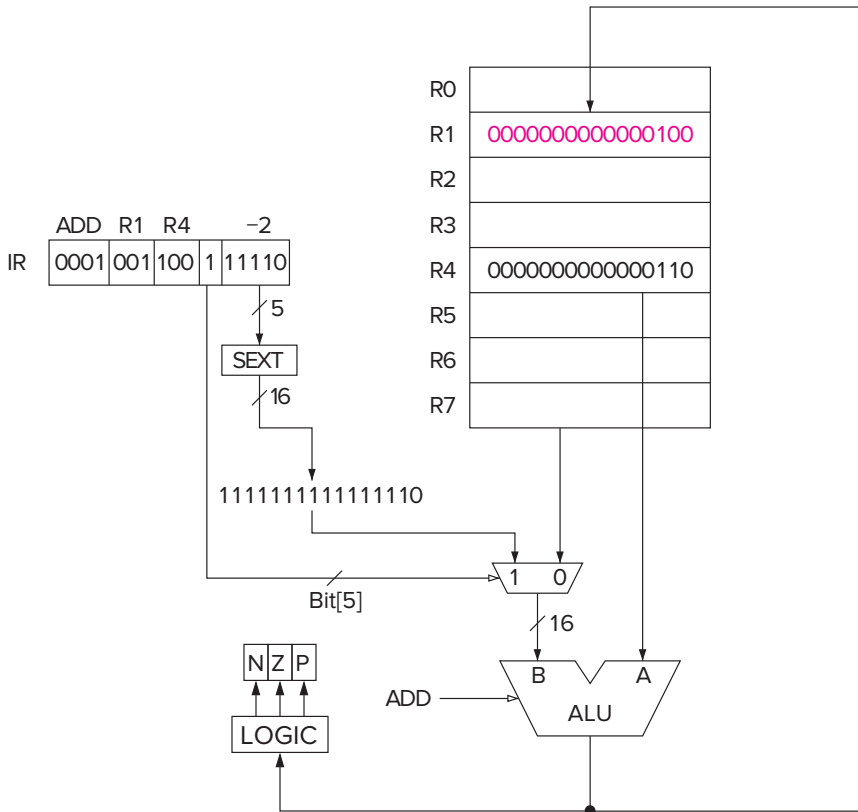 R0
R1 0000000000000100
R2
R3
ADD R1 R4 −2
IR 0001 001 100 1 11110
R4 0000000000000110
5
R5
SEXT
R6
16
R7
1111111111111110
1 0
Bit[5]
16
N Z P
B A
ADD
ALU
LOGIC